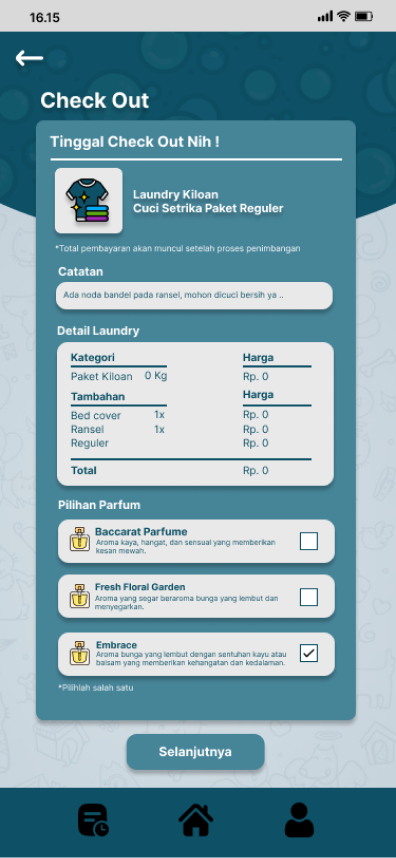 16.15
Check Out
Tinggal Check Out Nih !
Laundry Kiloan
Cuci Setrika Paket Reguler
*Total pembayaran akan muncul setelah proses penimbangan
Catatan
Ada noda bandel pada ransel, mohon dicuci bersih ya ..
Detail Laundry
Kategori Harga
Paket Kiloan 0 Kg Rp. 0
Tambahan Harga
Bed cover 1x Rp. 0
Ransel 1x Rp. 0
Reguler Rp. 0
Total Rp. 0
Pilihan Parfum
Baccarat Parfume
Aroma kaya, hangat, dan sensual yang memberikan
kesan mewah.
Fresh Floral Garden
Aroma yang segar beraroma bunga yang lembut dan
menyegarkan.
Embrace
Aroma bunga yang lembut dengan sentuhan kayu atau
balsam yang memberikan kehangatan dan kedalaman.
*Pilihlah salah satu
Selanjutnya